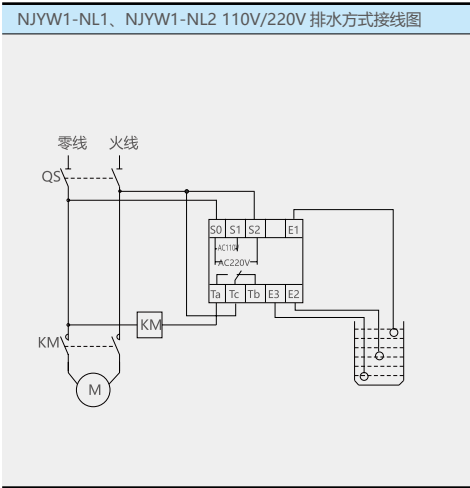 NJYW1-NL1、NJYW1-NL2 110V/220V 排水方式接线图
零线 火线
QS
S0 S1 S2 E1
AC110V
AC220V
Ta Tc Tb E3 E2
KM
KM
M